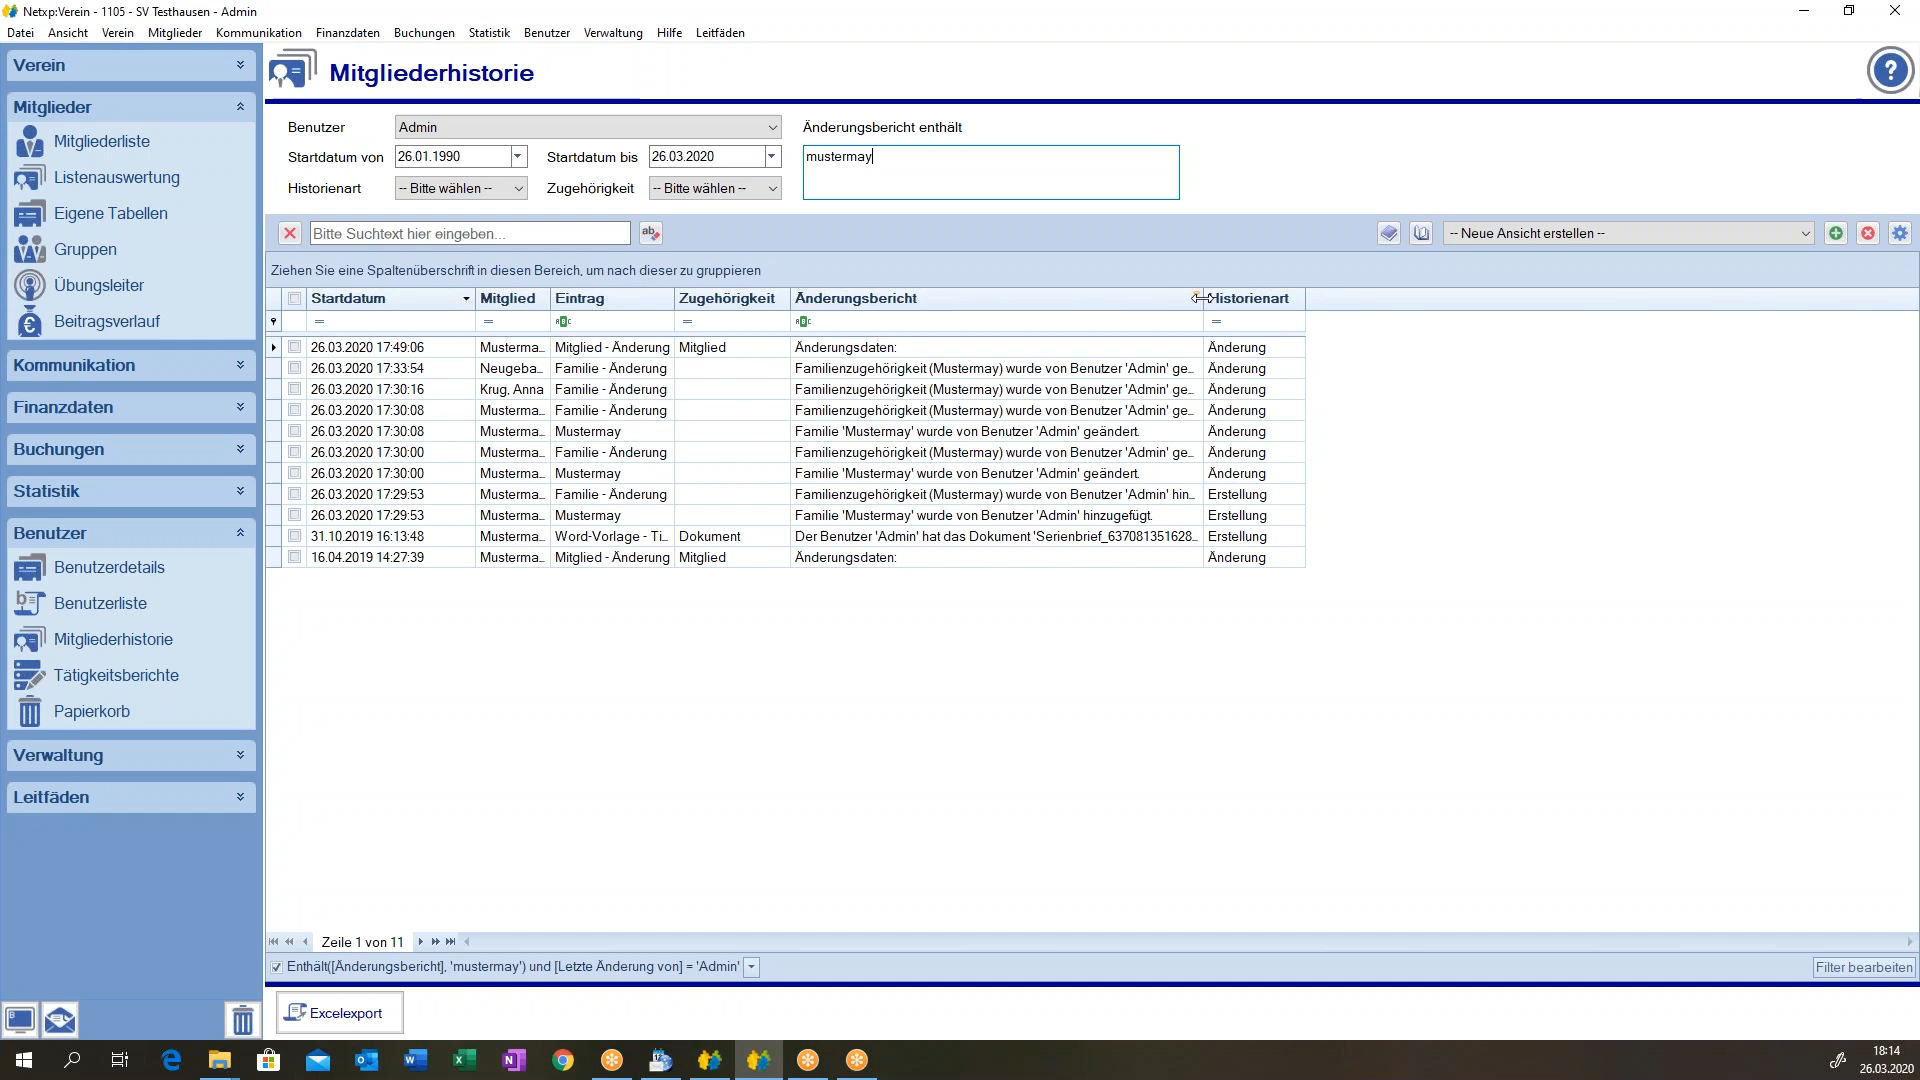 Netxp:Verein - 1105 - SV Testhausen - Admin
Datei Ansicht Verein Mitglieder Kommunikation Finanzdaten Buchungen Statistik Benutzer Verwaltung Hilfe Leitfäden
Verein
Mitglieder
Mitgliederliste
Listenauswertung
Eigene Tabellen
Gruppen
Übungsleiter
Beitragsverlauf
Kommunikation
Finanzdaten
Buchungen
Statistik
Benutzer
Benutzerdetails
Benutzerliste
Mitgliederhistorie
Tätigkeitsberichte
Papierkorb
Verwaltung
Leitfäden
Mitgliederhistorie
?
Benutzer Admin Änderungsbericht enthält
Startdatum von 26.01.1990 Startdatum bis 26.03.2020 mustermay
Historienart -- Bitte wählen -- Zugehörigkeit -- Bitte wählen --
Bitte Suchtext hier eingeben... -- Neue Ansicht erstellen --
Ziehen Sie eine Spaltenüberschrift in diesen Bereich, um nach dieser zu gruppieren
Startdatum Mitglied Eintrag Zugehörigkeit Änderungsbericht Historienart
26.03.2020 17:49:06 Musterma... Mitglied - Änderung Mitglied Änderungsdaten: Änderung
26.03.2020 17:33:54 Neugeba... Familie - Änderung Familienzugehörigkeit (Mustermay) wurde von Benutzer 'Admin' ge... Änderung
26.03.2020 17:30:16 Krug, Anna Familie - Änderung Familienzugehörigkeit (Mustermay) wurde von Benutzer 'Admin' ge... Änderung
26.03.2020 17:30:08 Musterma... Familie - Änderung Familienzugehörigkeit (Mustermay) wurde von Benutzer 'Admin' ge... Änderung
26.03.2020 17:30:08 Musterma... Mustermay Familie 'Mustermay' wurde von Benutzer 'Admin' geändert. Änderung
26.03.2020 17:30:00 Musterma... Familie - Änderung Familienzugehörigkeit (Mustermay) wurde von Benutzer 'Admin' ge... Änderung
26.03.2020 17:30:00 Musterma... Mustermay Familie 'Mustermay' wurde von Benutzer 'Admin' geändert. Änderung
26.03.2020 17:29:53 Musterma... Familie - Änderung Familienzugehörigkeit (Mustermay) wurde von Benutzer 'Admin' hin... Erstellung
26.03.2020 17:29:53 Musterma... Mustermay Familie 'Mustermay' wurde von Benutzer 'Admin' hinzugefügt. Erstellung
31.10.2019 16:13:48 Musterma... Word-Vorlage - Ti... Dokument Der Benutzer 'Admin' hat das Dokument 'Serienbrief_637081351628... Erstellung
16.04.2019 14:27:39 Musterma... Mitglied - Änderung Mitglied Änderungsdaten: Änderung
Zeile 1 von 11
Enthält([Änderungsbericht], 'mustermay') und [Letzte Änderung von] = 'Admin' Filter bearbeiten
Excelexport
18:14
26.03.2020